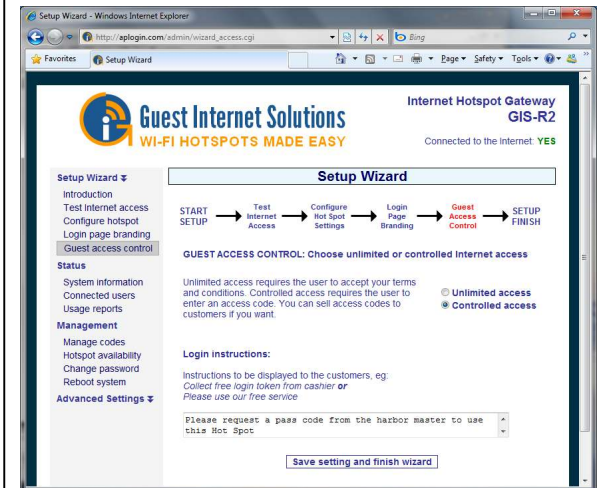 Setup Wizard - Windows Internet Explorer
http://aplogin.com/admin/wizard_access.cgi
Bing
Favorites
Setup Wizard
Page
Safety
Tools
Guest Internet Solutions
WI-FI HOTSPOTS MADE EASY
Internet Hotspot Gateway
GIS-R2
Connected to the Internet: YES
Setup Wizard
Introduction
Test Internet access
Configure hotspot
Login page branding
Guest access control
Status
System information
Connected users
Usage reports
Management
Manage codes
Hotspot availability
Change password
Reboot system
Advanced Settings
Setup Wizard
START
SETUP
Test
Internet
Access
Configure
Hot Spot
Settings
Login
Page
Branding
Guest
Access
Control
SETUP
FINISH
GUEST ACCESS CONTROL: Choose unlimited or controlled Internet access
Unlimited access requires the user to accept your terms
and conditions. Controlled access requires the user to
enter an access code. You can sell access codes to
customers if you want.
Unlimited access
Controlled access
Login instructions:
Instructions to be displayed to the customers, eg:
Collect free login token from cashier or
Please use our free service
Please request a pass code from the harbor master to use
this Hot Spot
Save setting and finish wizard